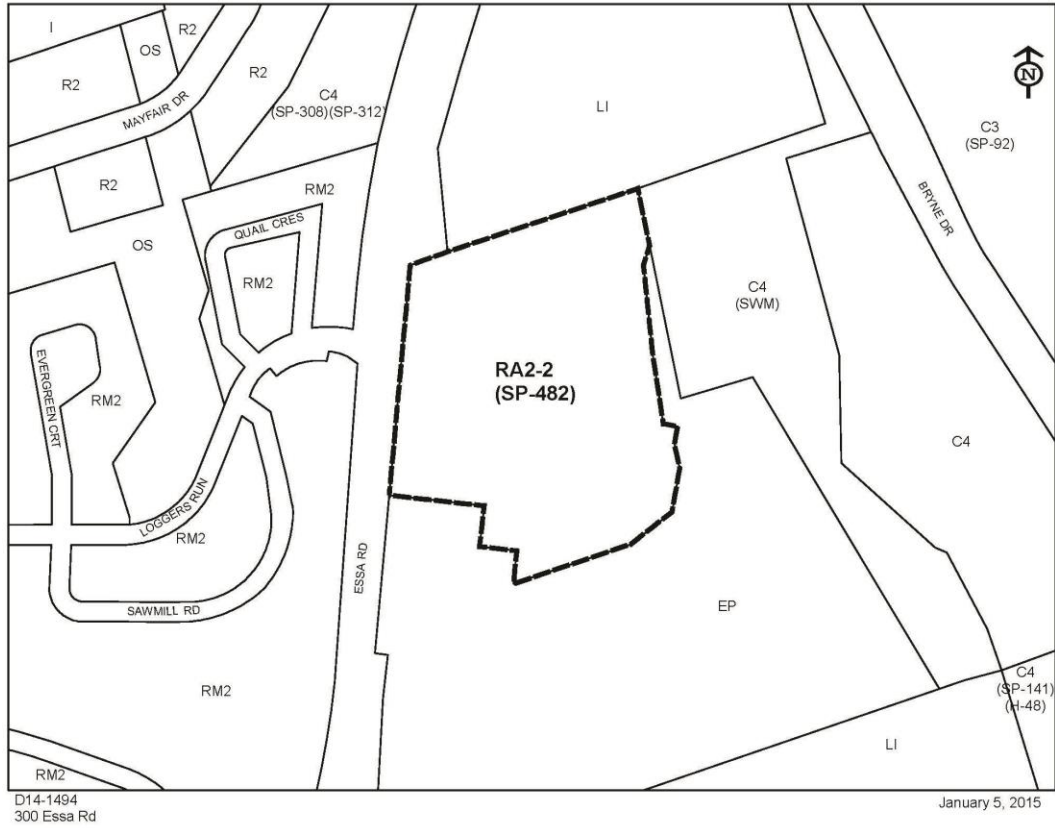 I
R2
OS
R2
MAYFAIR DR
R2
C4
(SP-308)(SP-312)
LI
N
C3
(SP-92)
R2
RM2
BRYNE DR
QUAIL CRES
OS
RM2
C4
(SWM)
EVERGREEN CRT
RM2
RA2-2
(SP-482)
C4
LOGGERS RUN
RM2
ESSA RD
SAWMILL RD
EP
RM2
C4
(SP-141)
(H-48)
LI
RM2
D14-1494
300 Essa Rd
January 5, 2015